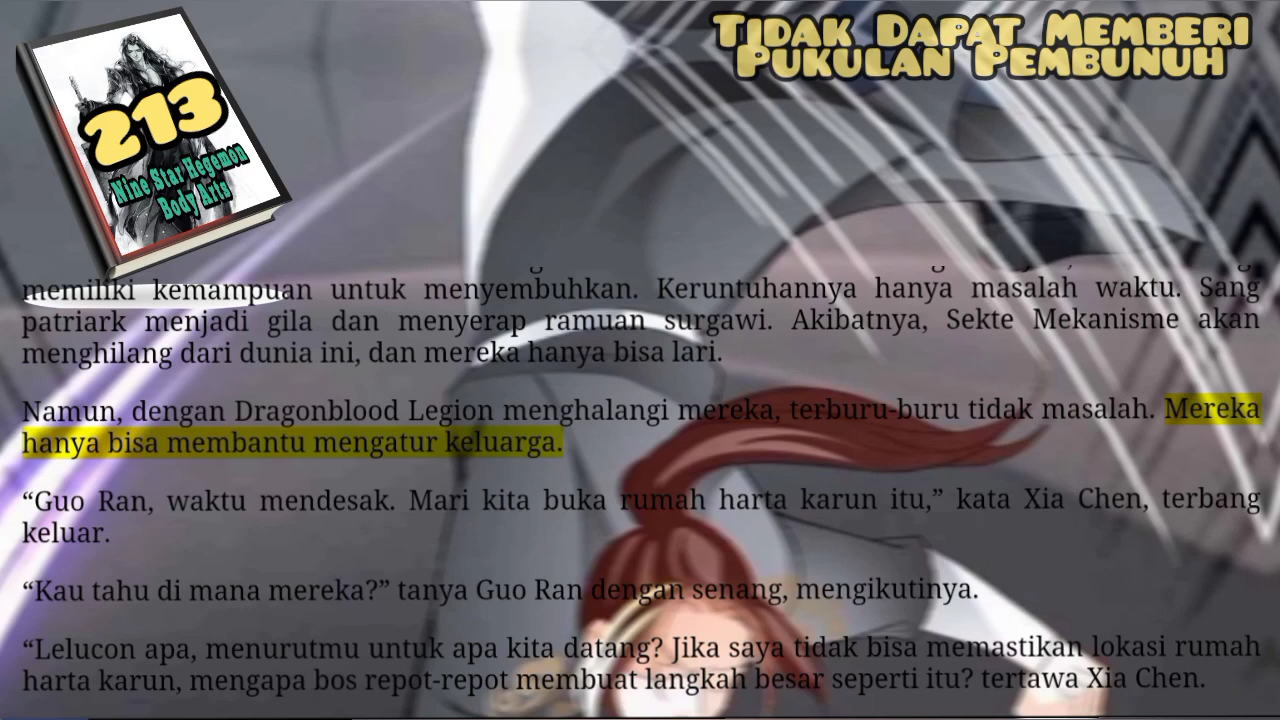 TIDAK DAPAT MEMBERI
PUKULAN PEMBUNUH
213
Nine Star Hegemon
Body Arts
memiliki kemampuan untuk menyembuhkan. Keruntuhannya hanya masalah waktu. Sang
patriark menjadi gila dan menyerap ramuan surgawi. Akibatnya, Sekte Mekanisme akan
menghilang dari dunia ini, dan mereka hanya bisa lari.
Namun, dengan Dragonblood Legion menghalangi mereka, terburu-buru tidak masalah. Mereka
hanya bisa membantu mengatur keluarga.
“Guo Ran, waktu mendesak. Mari kita buka rumah harta karun itu,” kata Xia Chen, terbang
keluar.
“Kau tahu di mana mereka?” tanya Guo Ran dengan senang, mengikutinya.
“Lelucon apa, menurutmu untuk apa kita datang? Jika saya tidak bisa memastikan lokasi rumah
harta karun, mengapa bos repot-repot membuat langkah besar seperti itu? tertawa Xia Chen.